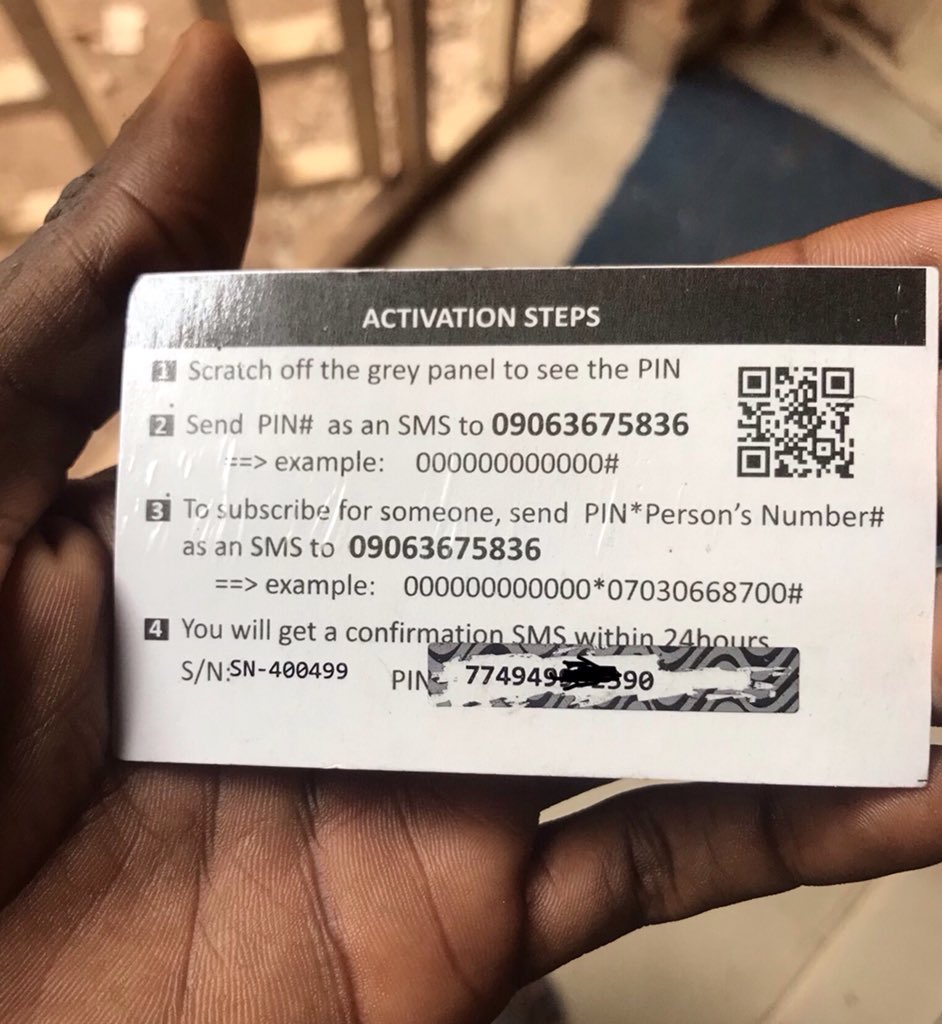 ACTIVATION STEPS
1 Scratch off the grey panel to see the PIN
2 Send PIN# as an SMS to 09063675836
==> example: 000000000000#
3 To subscribe for someone, send PIN*Person's Number#
as an SMS to 09063675836
==> example: 000000000000*07030668700#
4 You will get a confirmation SMS within 24hours
S/N:SN-400499 PIN